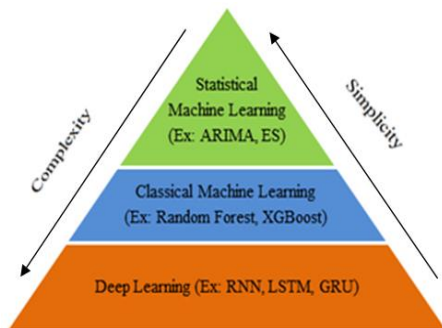 Statistical
Machine Learning
(Ex: ARIMA, ES)
Complexity
Simplicity
Classical Machine Learning
(Ex: Random Forest, XGBoost)
Deep Learning (Ex: RNN, LSTM, GRU)